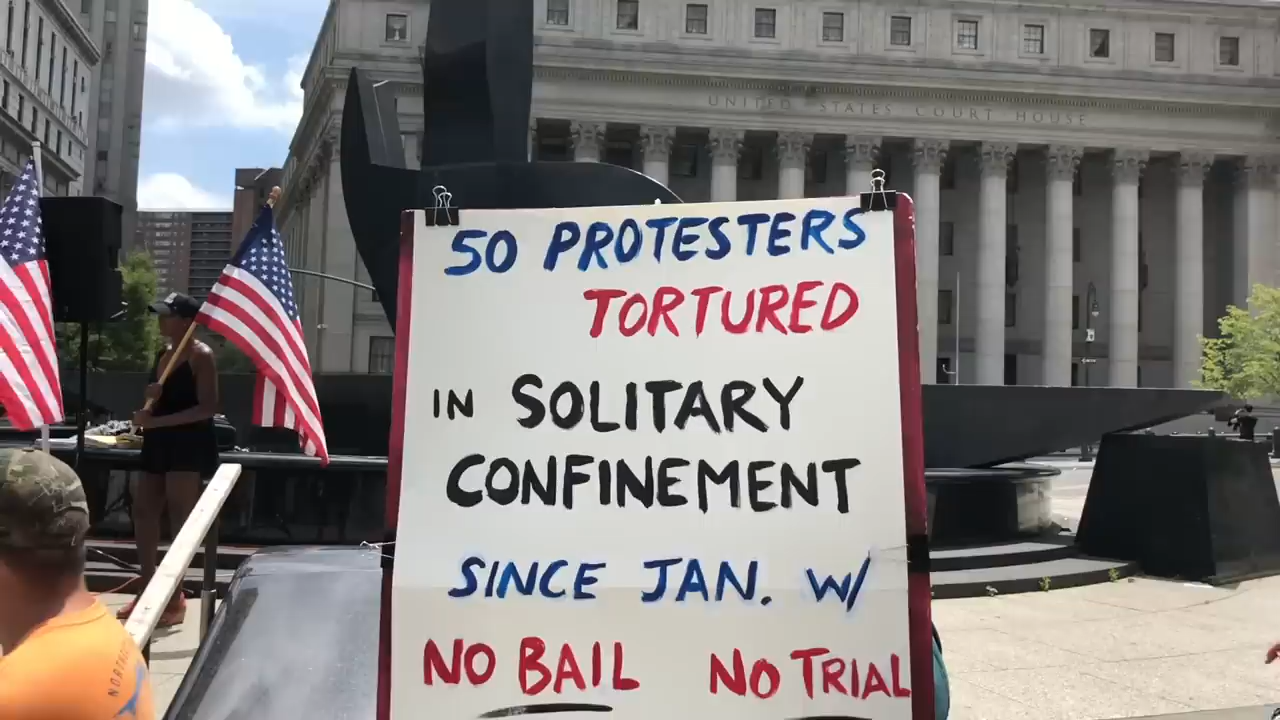 UNITED STATES COURT HOUSE
50 PROTESTERS
TORTURED
IN SOLITARY
CONFINEMENT
SINCE JAN. W/
NO BAIL NO TRIAL